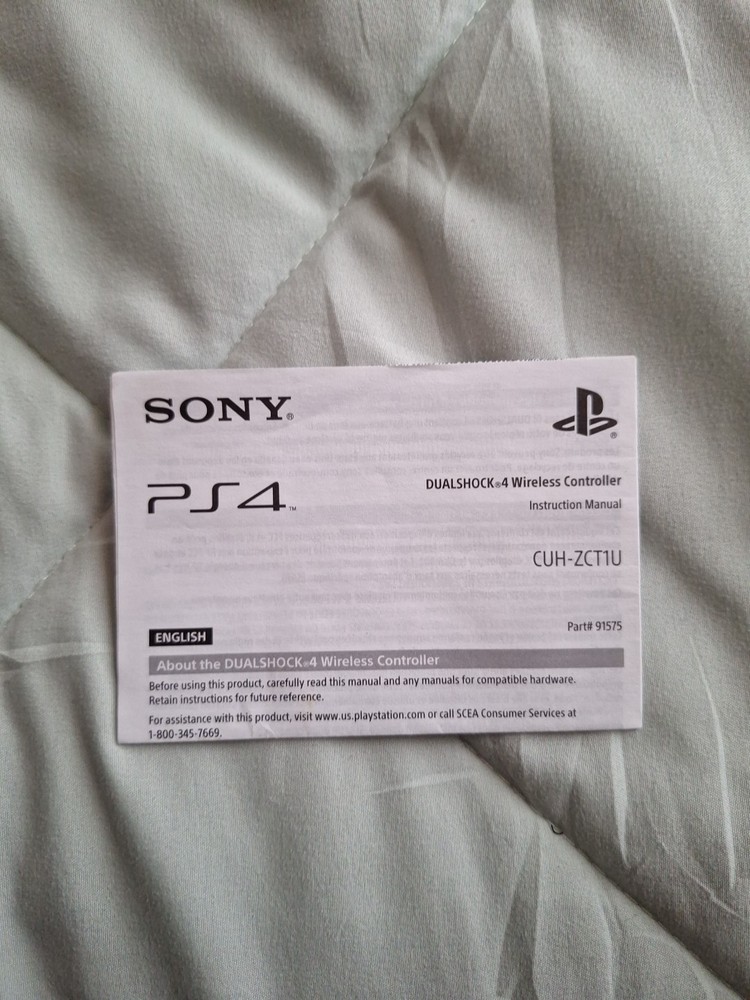 SONY®
PS4™
DUALSHOCK®4 Wireless Controller
Instruction Manual
CUH-ZCT1U
Part# 91575
ENGLISH
About the DUALSHOCK®4 Wireless Controller
Before using this product, carefully read this manual and any manuals for compatible hardware.
Retain instructions for future reference.
For assistance with this product, visit www.us.playstation.com or call SCEA Consumer Services at
1-800-345-7669.